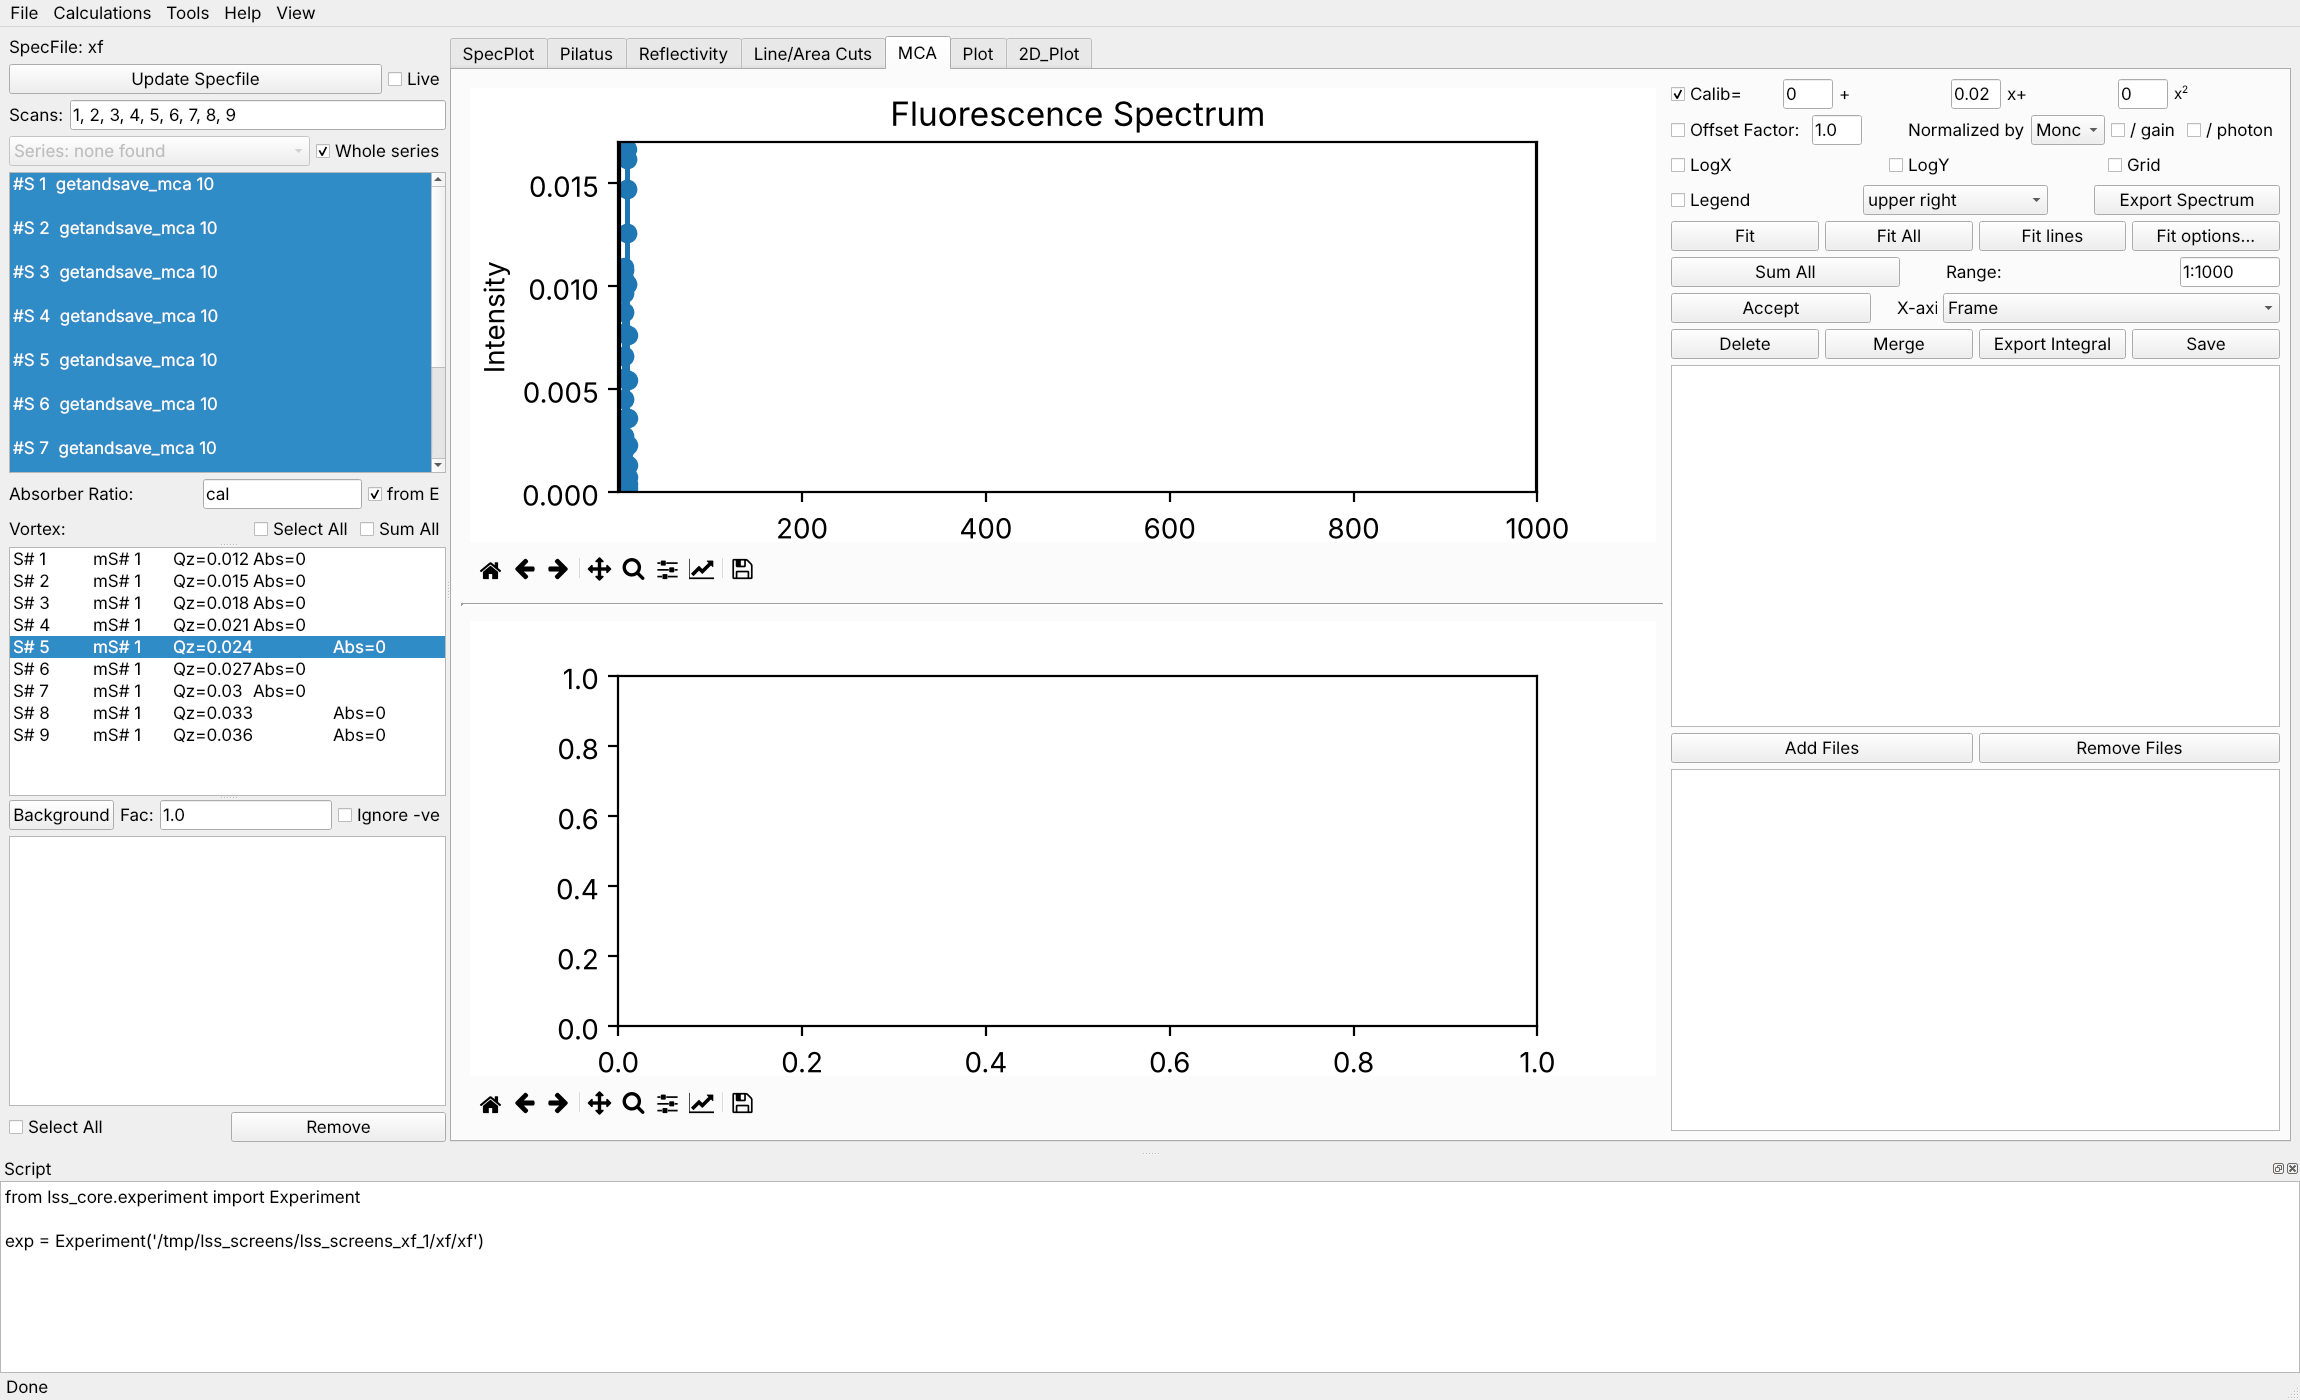 File Calculations Tools Help View
SpecFile: xf
Update Specfile Live
Scans: 1, 2, 3, 4, 5, 6, 7, 8, 9
Series: none found Whole series
#S 1 getandsave_mca 10
#S 2 getandsave_mca 10
#S 3 getandsave_mca 10
#S 4 getandsave_mca 10
#S 5 getandsave_mca 10
#S 6 getandsave_mca 10
#S 7 getandsave_mca 10
Absorber Ratio: cal from E
Vortex: Select All Sum All
S# 1 mS# 1 Qz=0.012 Abs=0
S# 2 mS# 1 Qz=0.015 Abs=0
S# 3 mS# 1 Qz=0.018 Abs=0
S# 4 mS# 1 Qz=0.021 Abs=0
S# 5 mS# 1 Qz=0.024 Abs=0
S# 6 mS# 1 Qz=0.027 Abs=0
S# 7 mS# 1 Qz=0.03 Abs=0
S# 8 mS# 1 Qz=0.033 Abs=0
S# 9 mS# 1 Qz=0.036 Abs=0
Background Fac: 1.0 Ignore -ve
Select All Remove
SpecPlot Pilatus Reflectivity Line/Area Cuts MCA Plot 2D_Plot
Fluorescence Spectrum
Intensity
0.015
0.010
0.005
0.000
200 400 600 800 1000
1.0
0.8
0.6
0.4
0.2
0.0
0.0 0.2 0.4 0.6 0.8 1.0
Calib= 0 + 0.02 x+ 0 x²
Offset Factor: 1.0 Normalized by Monc / gain / photon
LogX LogY Grid
Legend upper right Export Spectrum
Fit Fit All Fit lines Fit options...
Sum All Range: 1:1000
Accept X-axi Frame
Delete Merge Export Integral Save
Add Files Remove Files
Script
from lss_core.experiment import Experiment
exp = Experiment('/tmp/lss_screens/lss_screens_xf_1/xf/xf')
Done